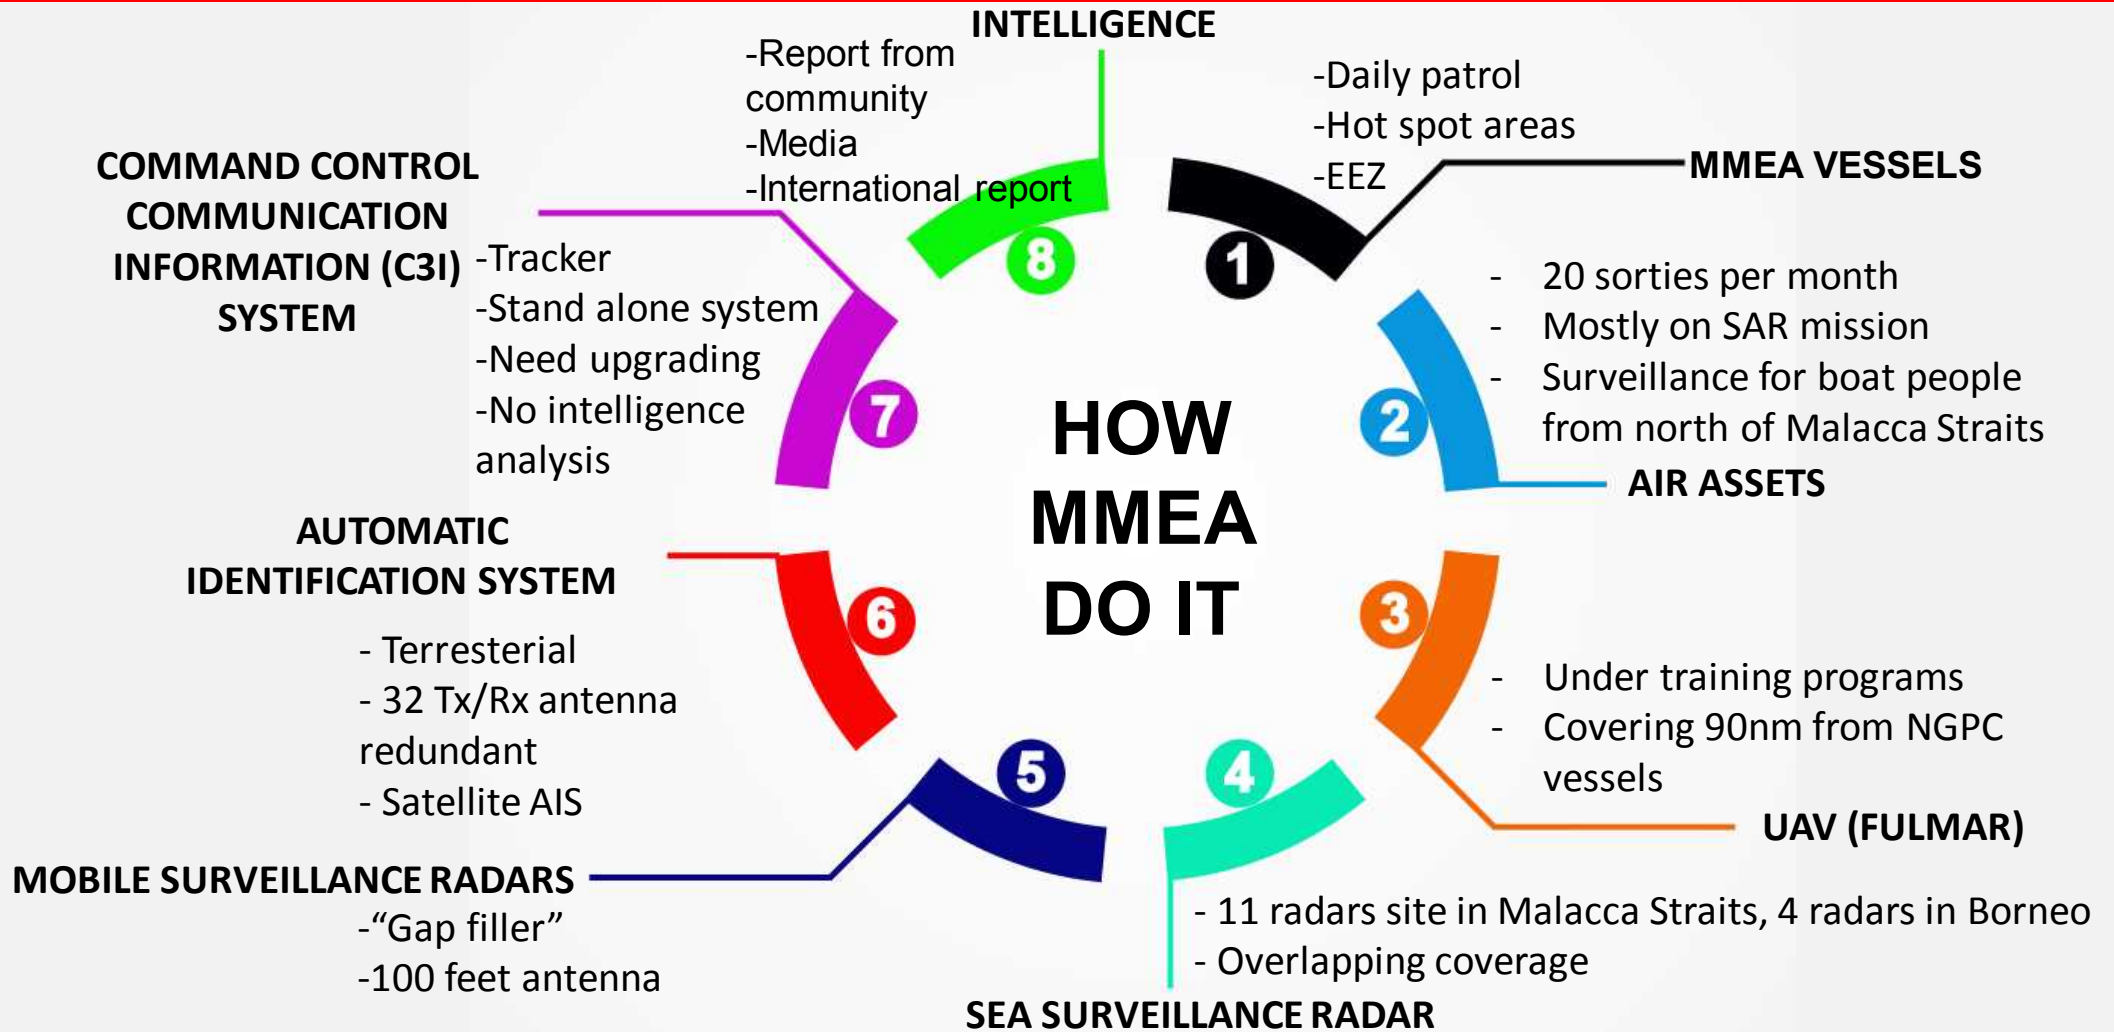 INTELLIGENCE
-Report from
community
-Media
-International report
8
-Daily patrol
-Hot spot areas
-EEZ
MMEA VESSELS
1
- 20 sorties per month
- Mostly on SAR mission
- Surveillance for boat people
from north of Malacca Straits
AIR ASSETS
2
3
- Under training programs
- Covering 90nm from NGPC
vessels
UAV (FULMAR)
4
- 11 radars site in Malacca Straits, 4 radars in Borneo
- Overlapping coverage
SEA SURVEILLANCE RADAR
5
MOBILE SURVEILLANCE RADARS
-“Gap filler”
-100 feet antenna
6
AUTOMATIC
IDENTIFICATION SYSTEM
- Terresterial
- 32 Tx/Rx antenna
redundant
- Satellite AIS
7
COMMAND CONTROL
COMMUNICATION
INFORMATION (C3I)
SYSTEM
-Tracker
-Stand alone system
-Need upgrading
-No intelligence
analysis
HOW
MMEA
DO IT